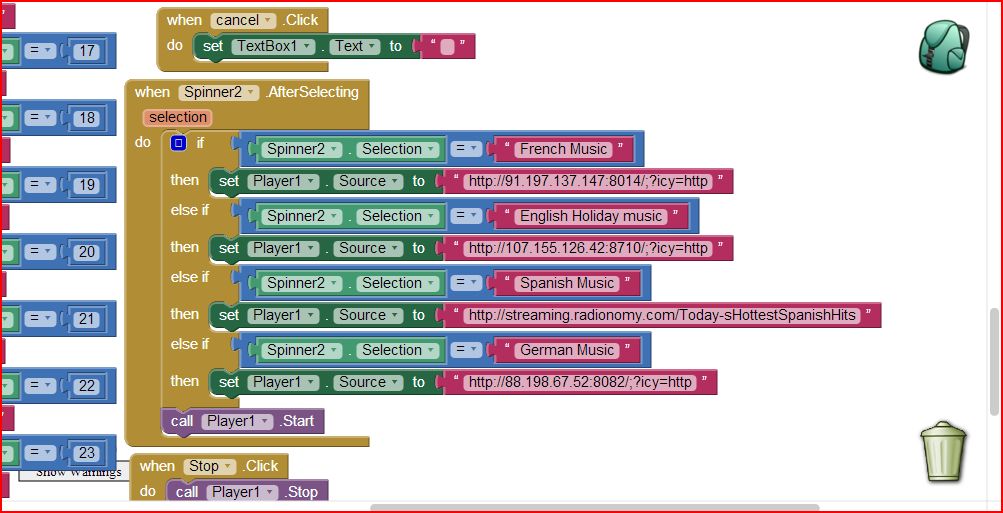 when cancel .Click
do set TextBox1 . Text to “ ”
= 17
when Spinner2 .AfterSelecting
= 18
selection
do if Spinner2 . Selection = “ French Music ”
then set Player1 . Source to “ http://91.197.137.147:8014/;?icy=http ”
= 19
else if Spinner2 . Selection = “ English Holiday music ”
then set Player1 . Source to “ http://107.155.126.42:8710/;?icy=http ”
= 20
else if Spinner2 . Selection = “ Spanish Music ”
then set Player1 . Source to “ http://streaming.radionomy.com/Today-sHottestSpanishHits ”
= 21
else if Spinner2 . Selection = “ German Music ”
then set Player1 . Source to “ http://88.198.67.52:8082/;?icy=http ”
= 22
call Player1 .Start
= 23
when Stop .Click
Show Warnings
do call Player1 .Stop